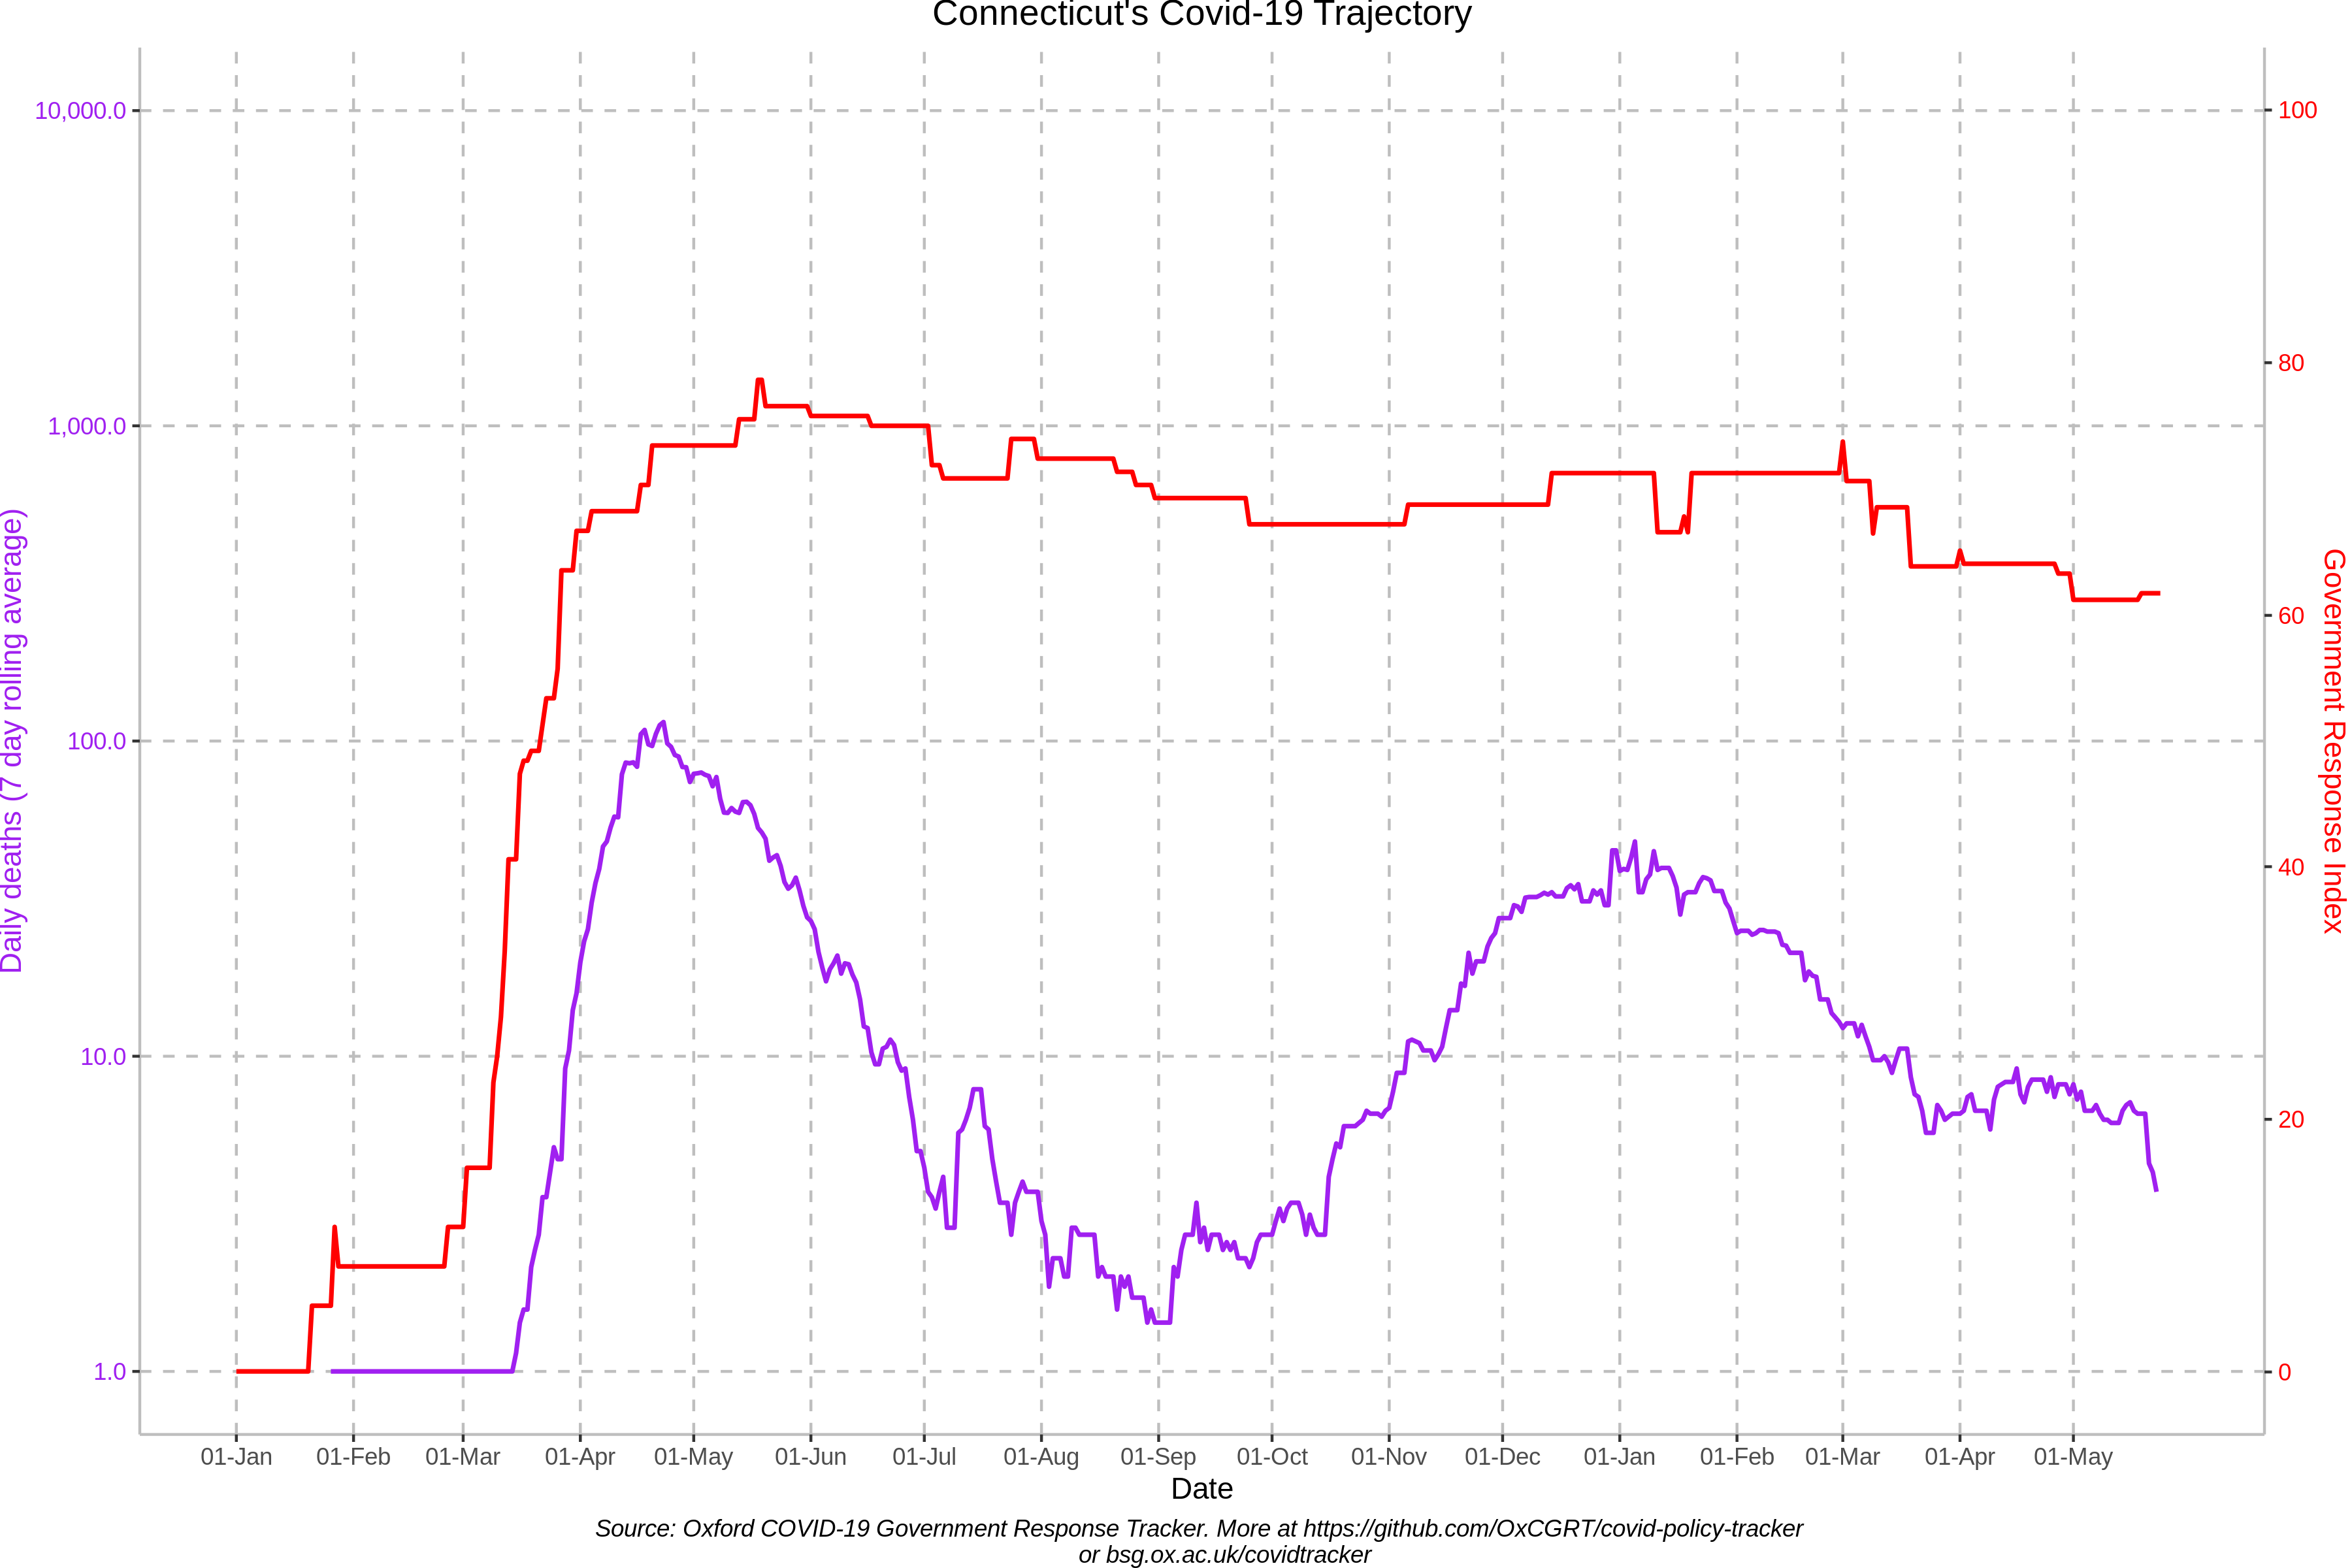 Connecticut's Covid-19 Trajectory
10,000.0
1,000.0
100.0
10.0
1.0
Daily deaths (7 day rolling average)
100
80
60
40
20
0
Government Response Index
01-Jan 01-Feb 01-Mar 01-Apr 01-May 01-Jun 01-Jul 01-Aug 01-Sep 01-Oct 01-Nov 01-Dec 01-Jan 01-Feb 01-Mar 01-Apr 01-May
Date
Source: Oxford COVID-19 Government Response Tracker. More at https://github.com/OxCGRT/covid-policy-tracker
or bsg.ox.ac.uk/covidtracker